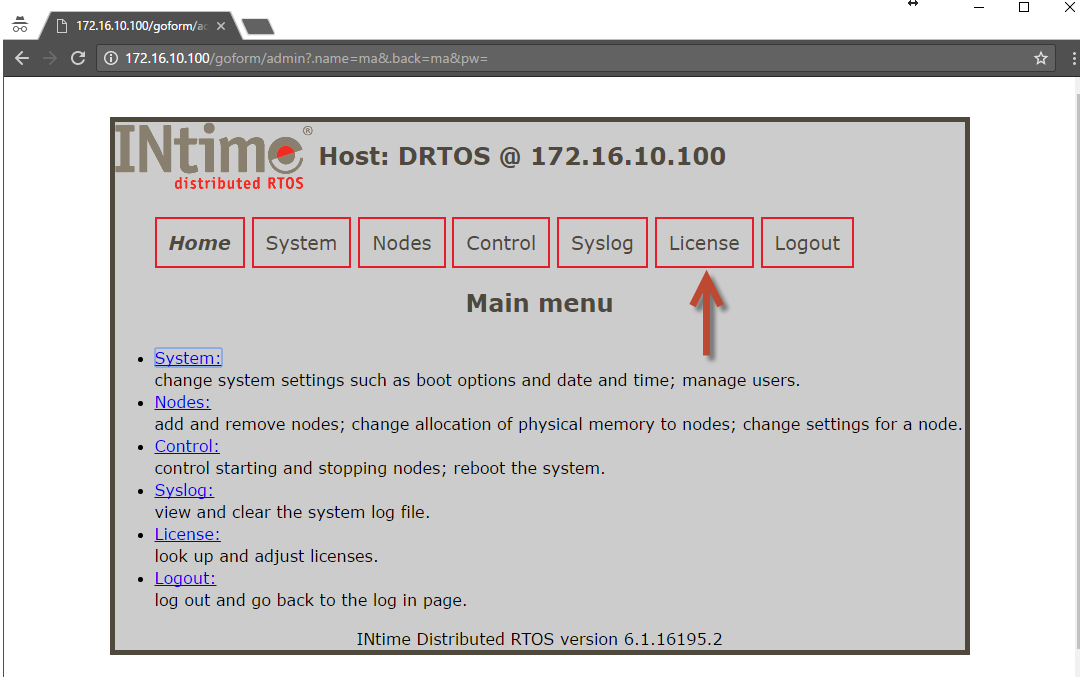 172.16.10.100/goform/a
172.16.10.100/goform/admin?.name=ma&.back=ma&pw=
INtime®
distributed RTOS
Host: DRTOS @ 172.16.10.100
Home System Nodes Control Syslog License Logout
Main menu
System:
change system settings such as boot options and date and time; manage users.
Nodes:
add and remove nodes; change allocation of physical memory to nodes; change settings for a node.
Control:
control starting and stopping nodes; reboot the system.
Syslog:
view and clear the system log file.
License:
look up and adjust licenses.
Logout:
log out and go back to the log in page.
INtime Distributed RTOS version 6.1.16195.2